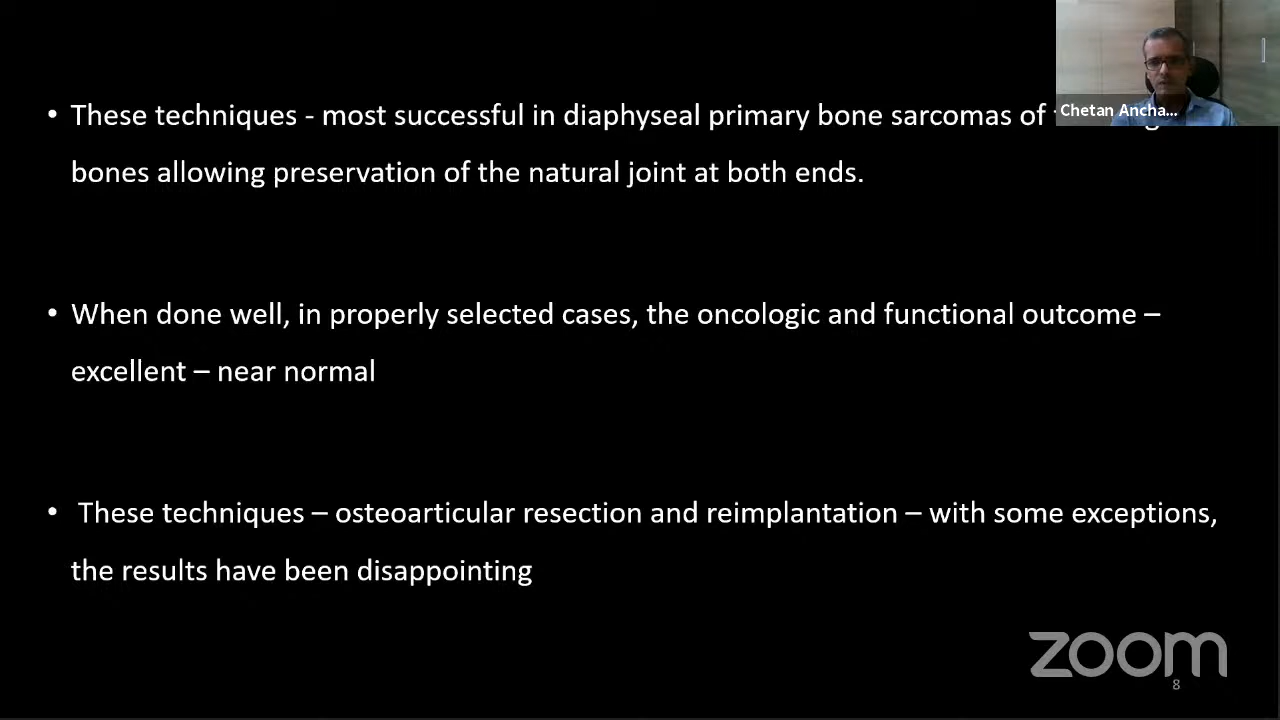 • These techniques - most successful in diaphyseal primary bone sarcomas of
bones allowing preservation of the natural joint at both ends.
• When done well, in properly selected cases, the oncologic and functional outcome –
excellent – near normal
• These techniques – osteoarticular resection and reimplantation – with some exceptions,
the results have been disappointing
Chetan Ancha...
zoom
8